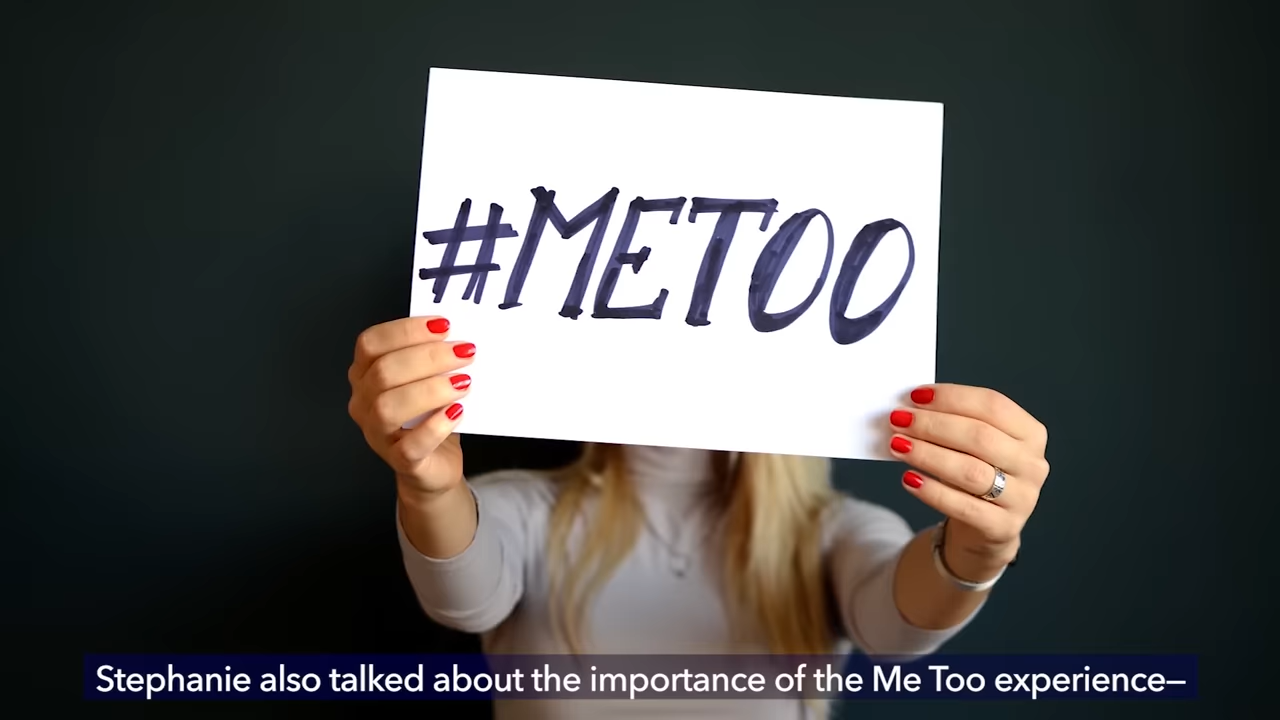 #METOO
Stephanie also talked about the importance of the Me Too experience—